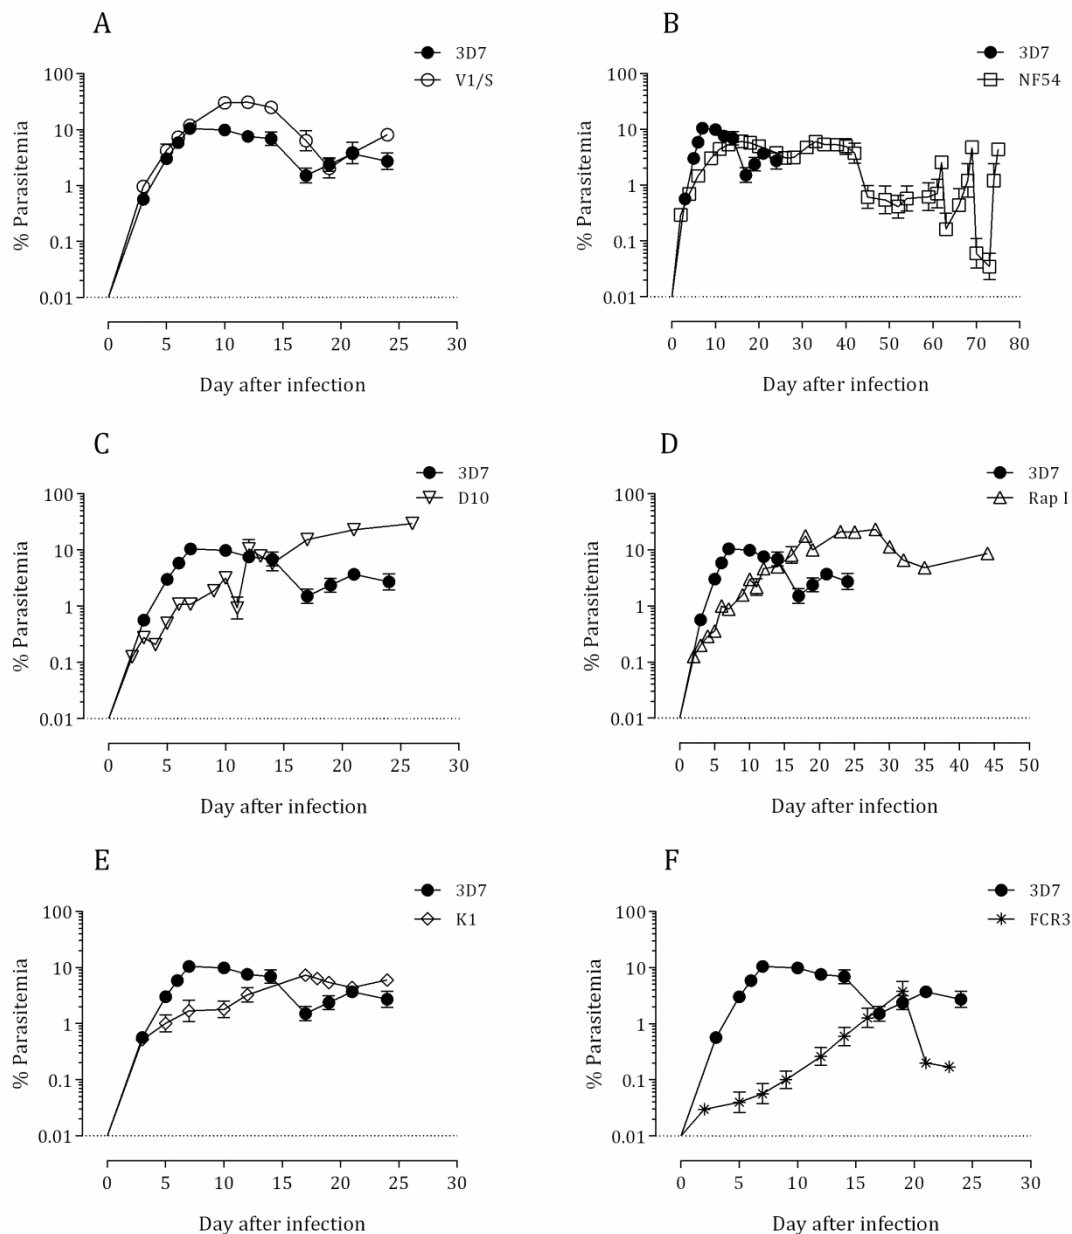 A
3D7
V1/S
100
10
1
0.1
0.01
% Parasitemia
0 5 10 15 20 25 30
Day after infection
B
3D7
NF54
100
10
1
0.1
0.01
% Parasitemia
0 10 20 30 40 50 60 70 80
Day after infection
C
3D7
D10
100
10
1
0.1
0.01
% Parasitemia
0 5 10 15 20 25 30
Day after infection
D
3D7
Rap I
100
10
1
0.1
0.01
% Parasitemia
0 5 10 15 20 25 30 35 40 45 50
Day after infection
E
3D7
K1
100
10
1
0.1
0.01
% Parasitemia
0 5 10 15 20 25 30
Day after infection
F
3D7
FCR3
100
10
1
0.1
0.01
% Parasitemia
0 5 10 15 20 25 30
Day after infection